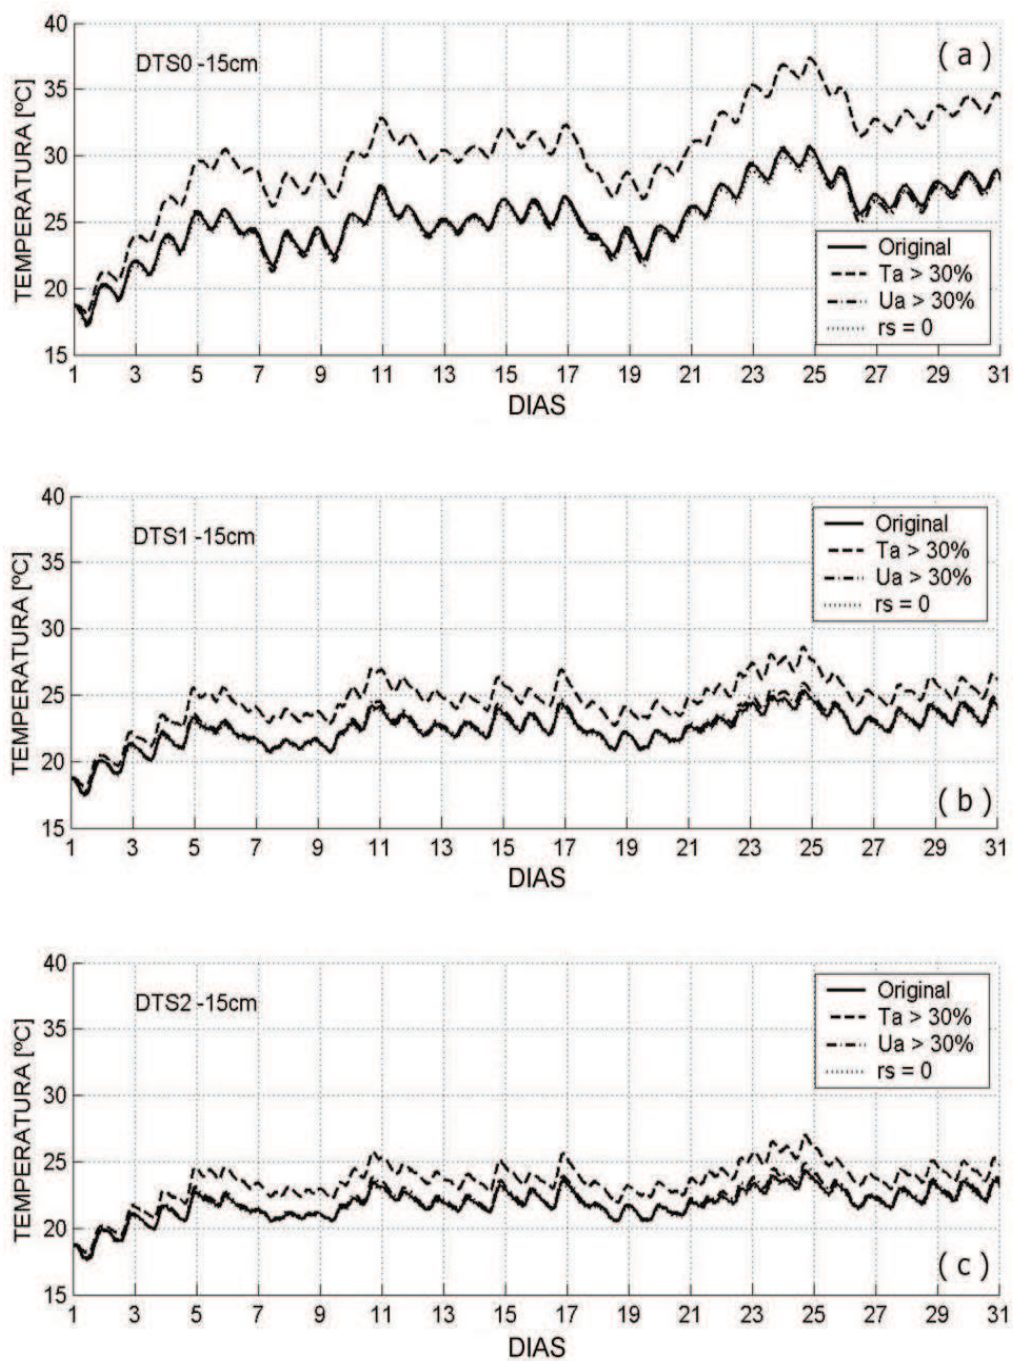 40
DTS0 -15cm
( a )
35
30
25
20
15
TEMPERATURA [ºC]
Original
Ta > 30%
Ua > 30%
rs = 0
1 3 5 7 9 11 13 15 17 19 21 23 25 27 29 31
DIAS
40
DTS1 -15cm
35
30
25
20
15
TEMPERATURA [ºC]
Original
Ta > 30%
Ua > 30%
rs = 0
( b )
1 3 5 7 9 11 13 15 17 19 21 23 25 27 29 31
DIAS
40
DTS2 -15cm
35
30
25
20
15
TEMPERATURA [ºC]
Original
Ta > 30%
Ua > 30%
rs = 0
( c )
1 3 5 7 9 11 13 15 17 19 21 23 25 27 29 31
DIAS